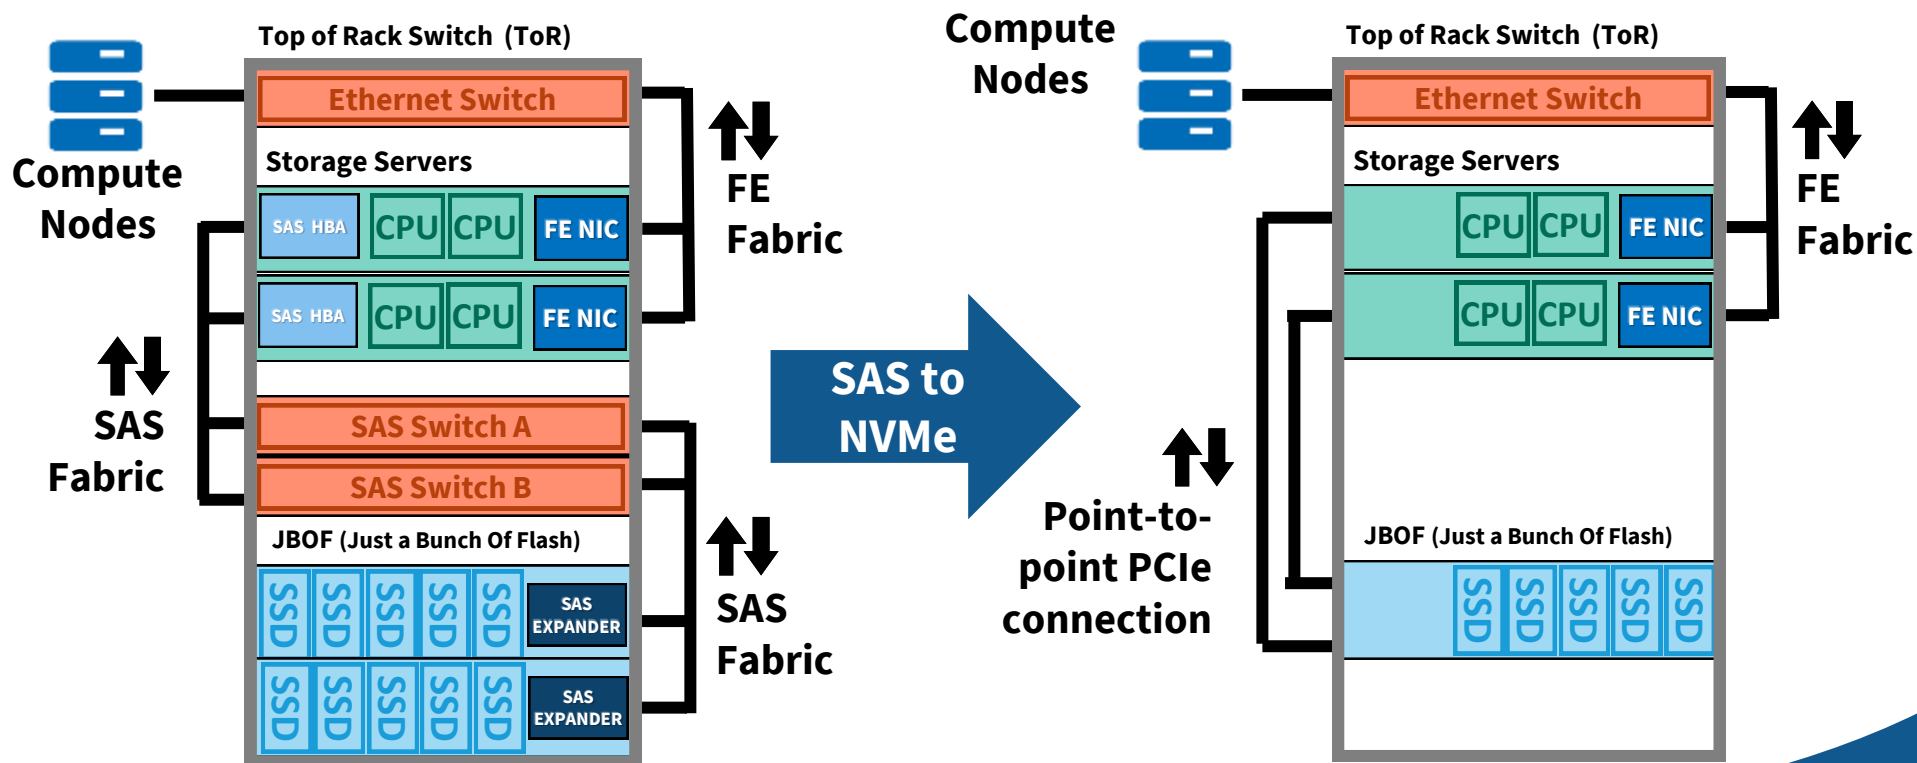 Top of Rack Switch (ToR)
Compute
Nodes
Ethernet Switch
Storage Servers
SAS HBA
CPU
CPU
FE NIC
SAS HBA
CPU
CPU
FE NIC
FE
Fabric
SAS
Fabric
SAS Switch A
SAS Switch B
JBOF (Just a Bunch Of Flash)
SSD
SSD
SSD
SSD
SSD
SAS
EXPANDER
SSD
SSD
SSD
SSD
SSD
SAS
EXPANDER
SAS
Fabric
SAS to
NVMe
Compute
Nodes
Top of Rack Switch (ToR)
Ethernet Switch
Storage Servers
CPU
CPU
FE NIC
CPU
CPU
FE NIC
FE
Fabric
Point-to-
point PCIe
connection
JBOF (Just a Bunch Of Flash)
SSD
SSD
SSD
SSD
SSD